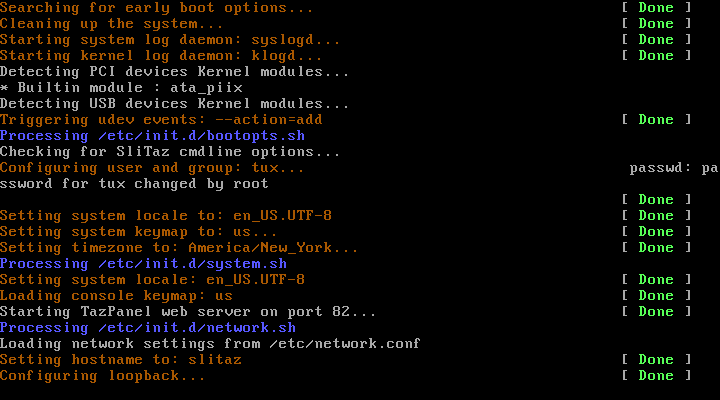 Searching for early boot options... [ Done ]
Cleaning up the system... [ Done ]
Starting system log daemon: syslogd... [ Done ]
Starting kernel log daemon: klogd... [ Done ]
Detecting PCI devices Kernel modules...
* Builtin module : ata_piix
Detecting USB devices Kernel modules...
Triggering udev events: --action=add [ Done ]
Processing /etc/init.d/bootopts.sh
Checking for SliTaz cmdline options...
Configuring user and group: tux... passwd: pa
ssword for tux changed by root
[ Done ]
Setting system locale to: en_US.UTF-8 [ Done ]
Setting system keymap to: us... [ Done ]
Setting timezone to: America/New_York... [ Done ]
Processing /etc/init.d/system.sh
Setting system locale: en_US.UTF-8 [ Done ]
Loading console keymap: us [ Done ]
Starting TazPanel web server on port 82... [ Done ]
Processing /etc/init.d/network.sh
Loading network settings from /etc/network.conf
Setting hostname to: slitaz [ Done ]
Configuring loopback... [ Done ]